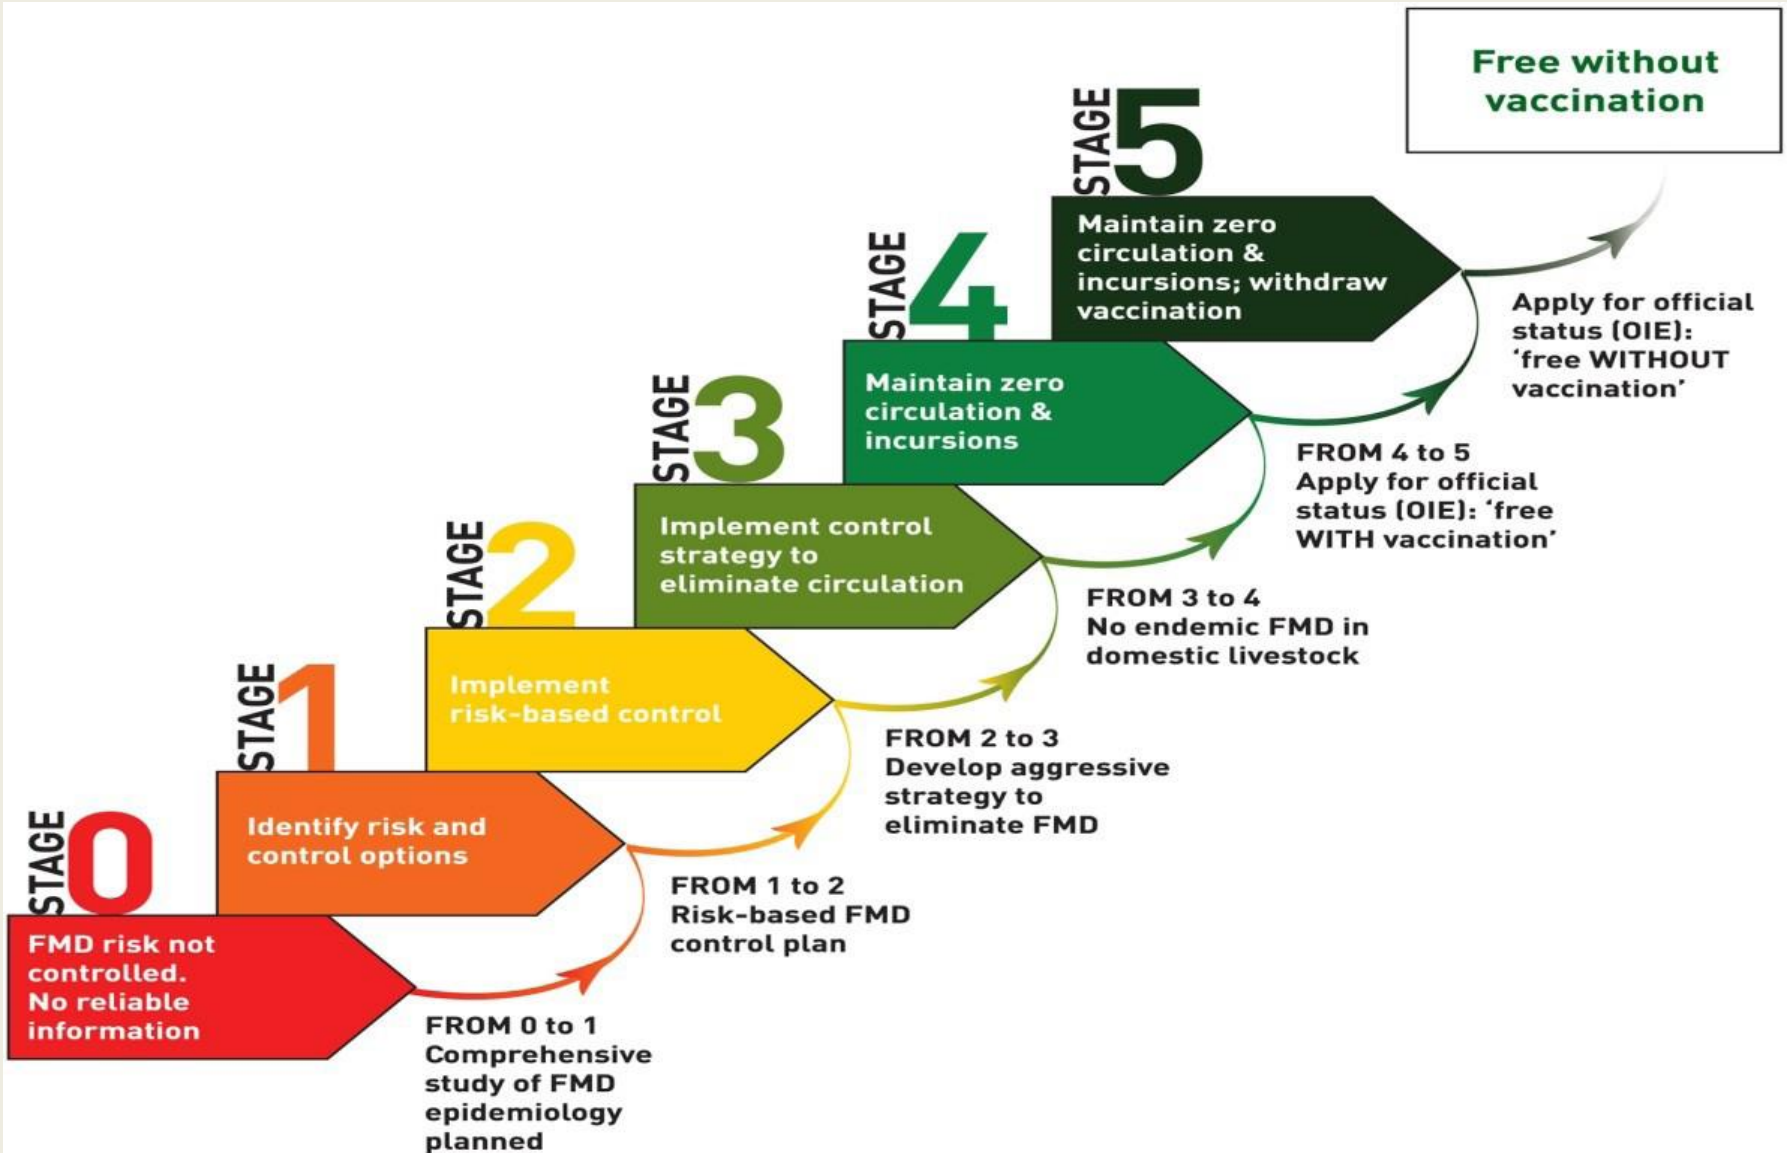 STAGE 0
FMD risk not
controlled.
No reliable
information
FROM 0 to 1
Comprehensive
study of FMD
epidemiology
planned
STAGE 1
Identify risk and
control options
FROM 1 to 2
Risk-based FMD
control plan
STAGE 2
Implement
risk-based control
FROM 2 to 3
Develop aggressive
strategy to
eliminate FMD
STAGE 3
Implement control
strategy to
eliminate circulation
FROM 3 to 4
No endemic FMD in
domestic livestock
STAGE 4
Maintain zero
circulation &
incursions
FROM 4 to 5
Apply for official
status (OIE): ‘free
WITH vaccination’
STAGE 5
Maintain zero
circulation &
incursions; withdraw
vaccination
Apply for official
status (OIE):
‘free WITHOUT
vaccination’
Free without
vaccination